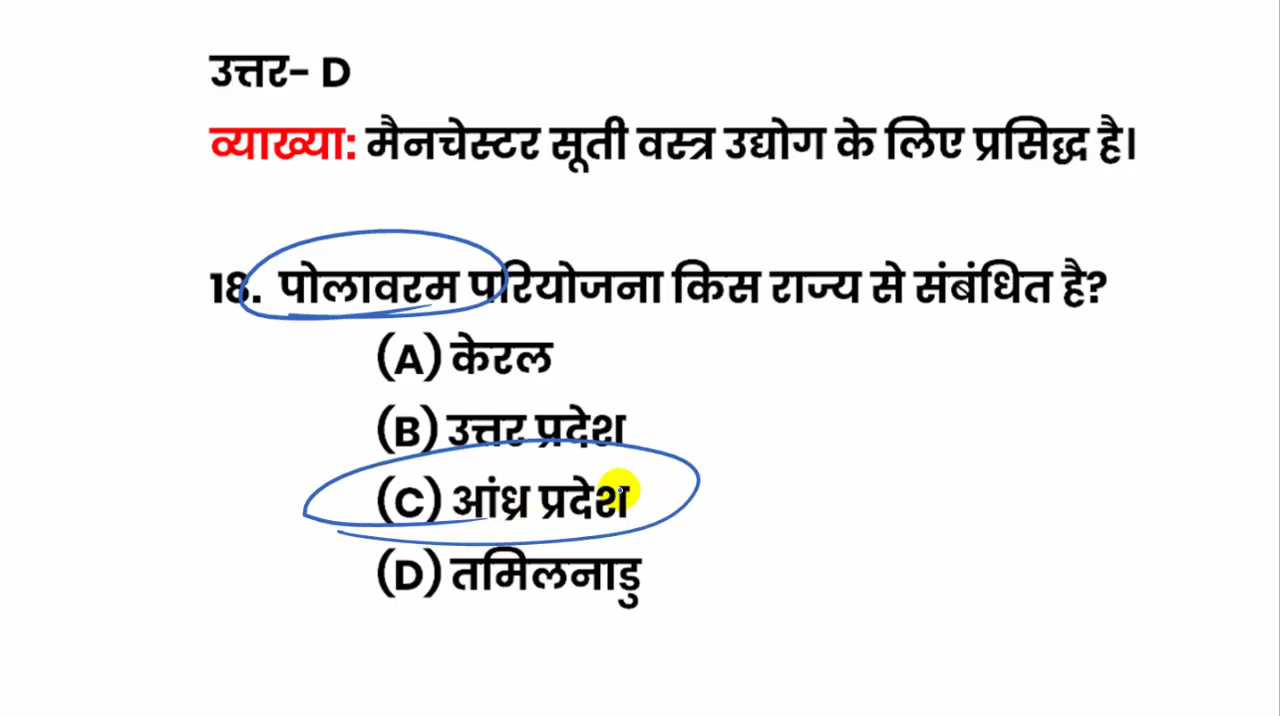 उत्तर- D
व्याख्या: मैनचेस्टर सूती वस्त्र उद्योग के लिए प्रसिद्ध है।
18. पोलावरम परियोजना किस राज्य से संबंधित है?
(A) केरल
(B) उत्तर प्रदेश
(C) आंध्र प्रदेश
(D) तमिलनाडु